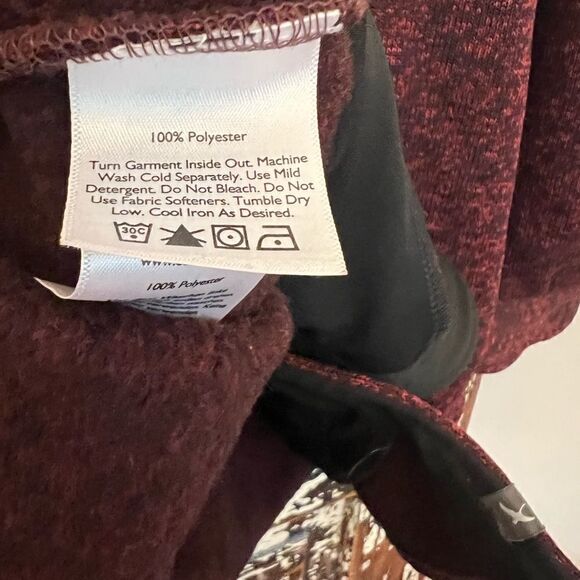 100% Polyester
Turn Garment Inside Out. Machine
Wash Cold Separately. Use Mild
Detergent. Do Not Bleach. Do Not
Use Fabric Softeners. Tumble Dry
Low. Cool Iron As Desired.
30C
100% Polyester